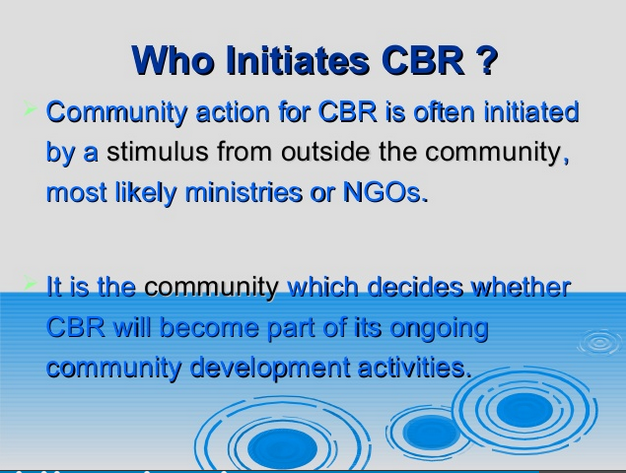 Who Initiates CBR ?
Community action for CBR is often initiated
by a stimulus from outside the community,
most likely ministries or NGOs.
It is the community which decides whether
CBR will become part of its ongoing
community development activities.